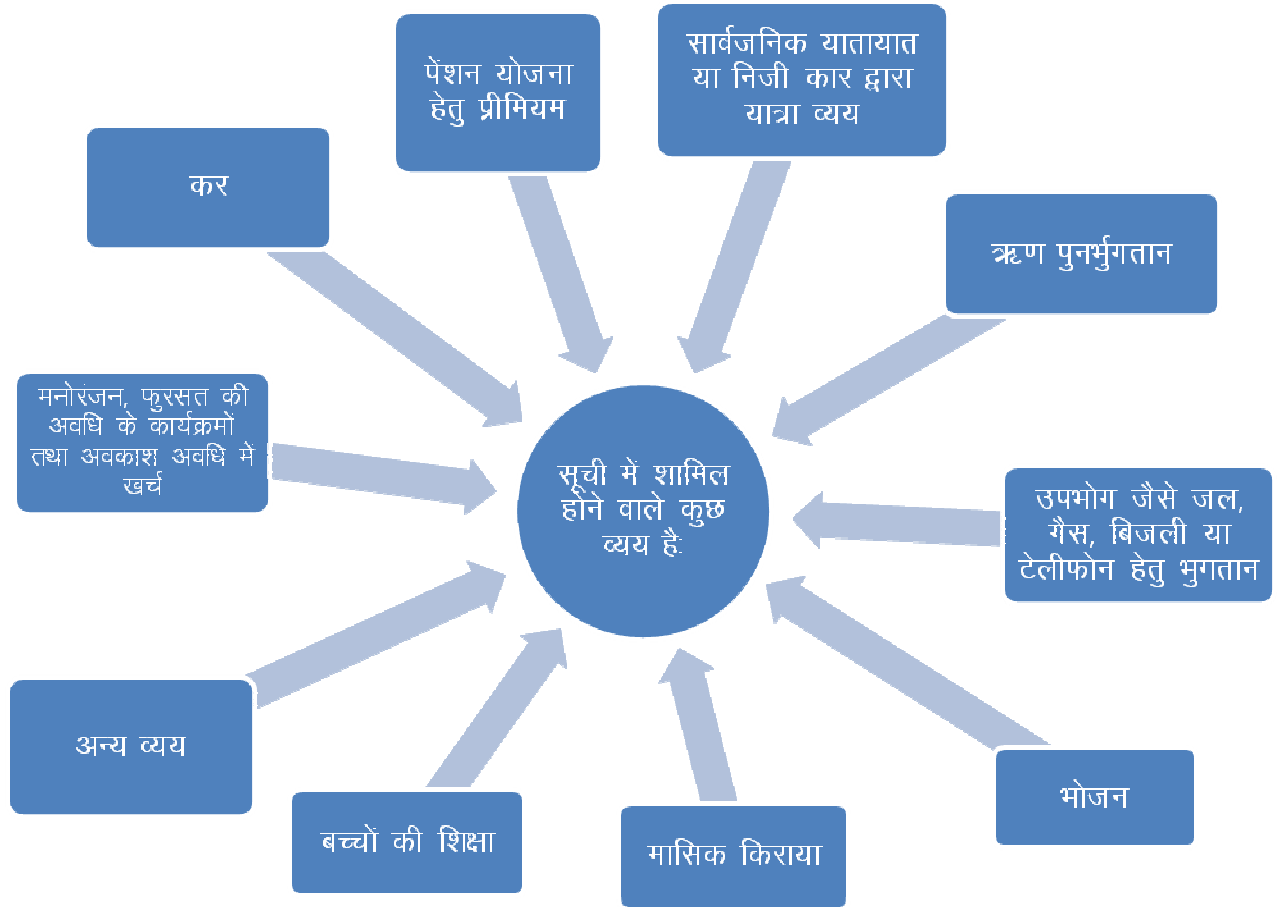 पेंशन योजना
हेतु प्रीमियम
सार्वजनिक यातायात
या निजी कार द्वारा
यात्रा व्यय
कर
ऋण पुनर्भुगतान
मनोरंजन, फुरसत की
अवधि के कार्यक्रमों
तथा अवकाश अवधि में
खर्च
सूची में शामिल
होने वाले कुछ
व्यय है:
उपभोग जैसे जल,
गैस, बिजली या
टेलीफोन हेतु भुगतान
अन्य व्यय
बच्चों की शिक्षा
मासिक किराया
भोजन